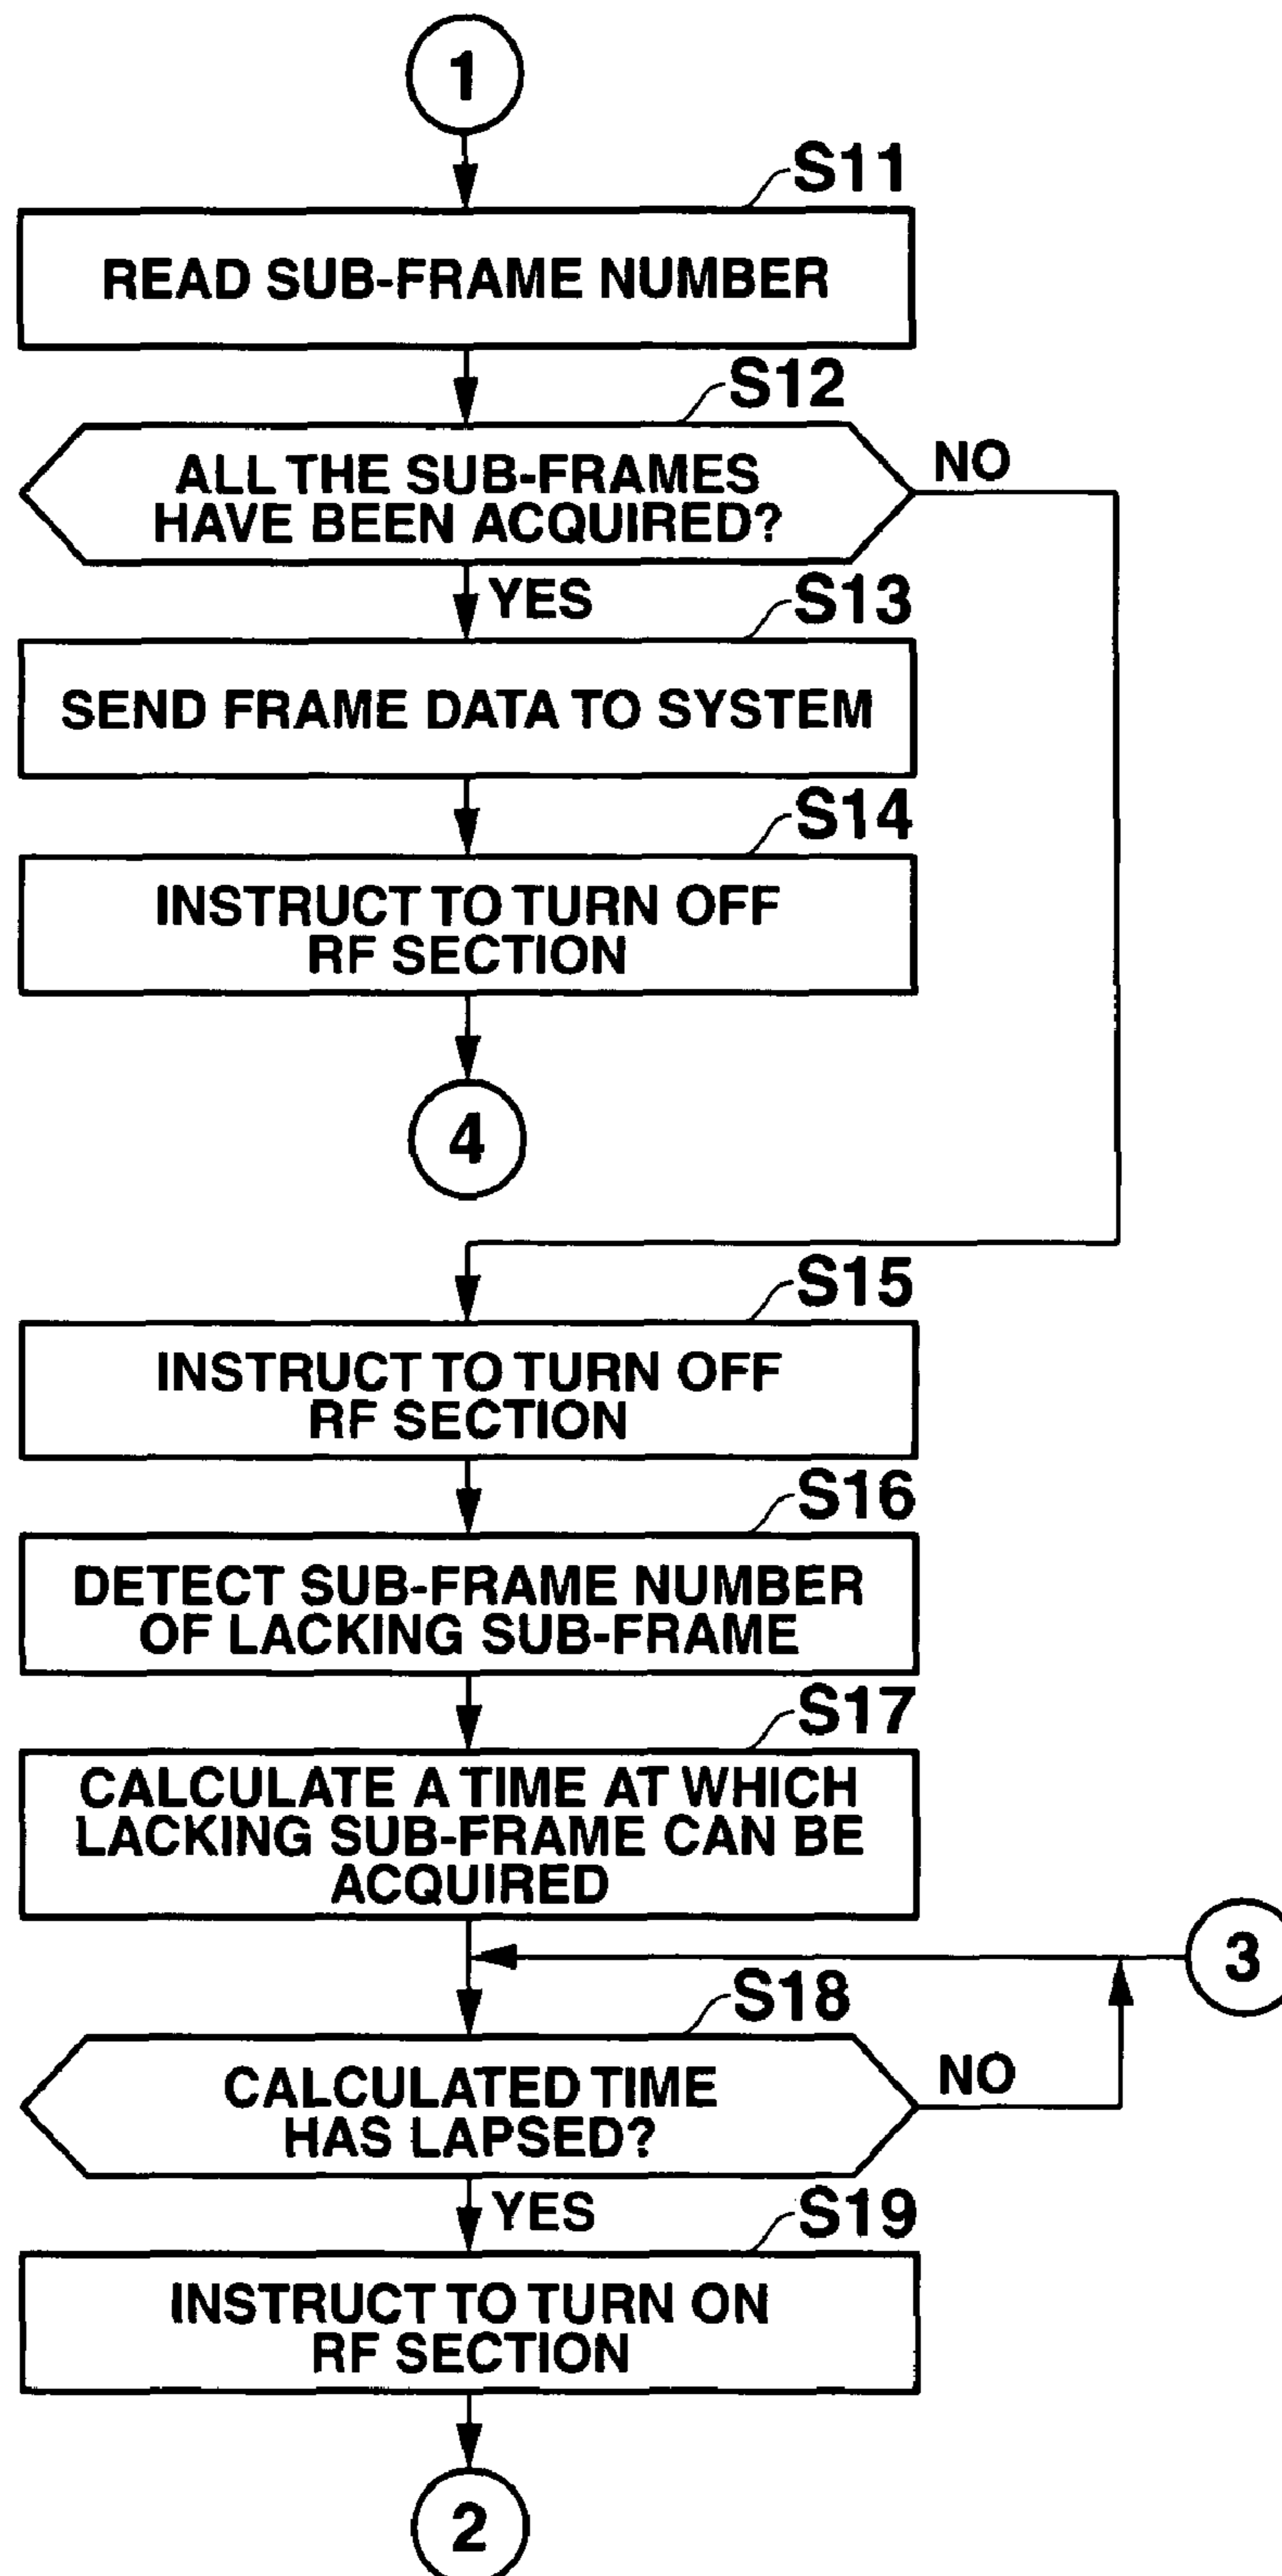 1
S11
READ SUB-FRAME NUMBER
S12
ALL THE SUB-FRAMES
HAVE BEEN ACQUIRED?
NO
YES
S13
SEND FRAME DATA TO SYSTEM
S14
INSTRUCT TO TURN OFF
RF SECTION
4
S15
INSTRUCT TO TURN OFF
RF SECTION
S16
DETECT SUB-FRAME NUMBER
OF LACKING SUB-FRAME
S17
CALCULATE A TIME AT WHICH
LACKING SUB-FRAME CAN BE
ACQUIRED
3
S18
CALCULATED TIME
HAS LAPSED?
NO
YES
S19
INSTRUCT TO TURN ON
RF SECTION
2